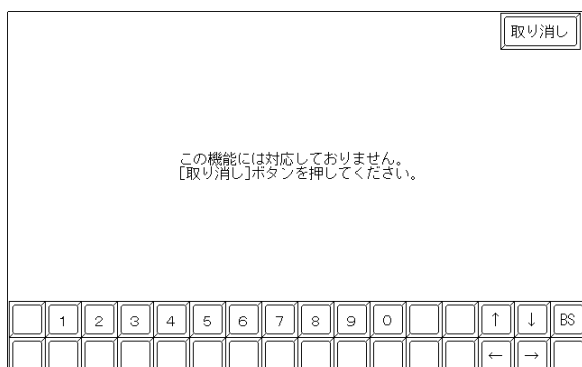 取り消し
この機能には対応しておりません。
[取り消し]ボタンを押してください。
1 2 3 4 5 6 7 8 9 0 ↑ ↓ BS
← →